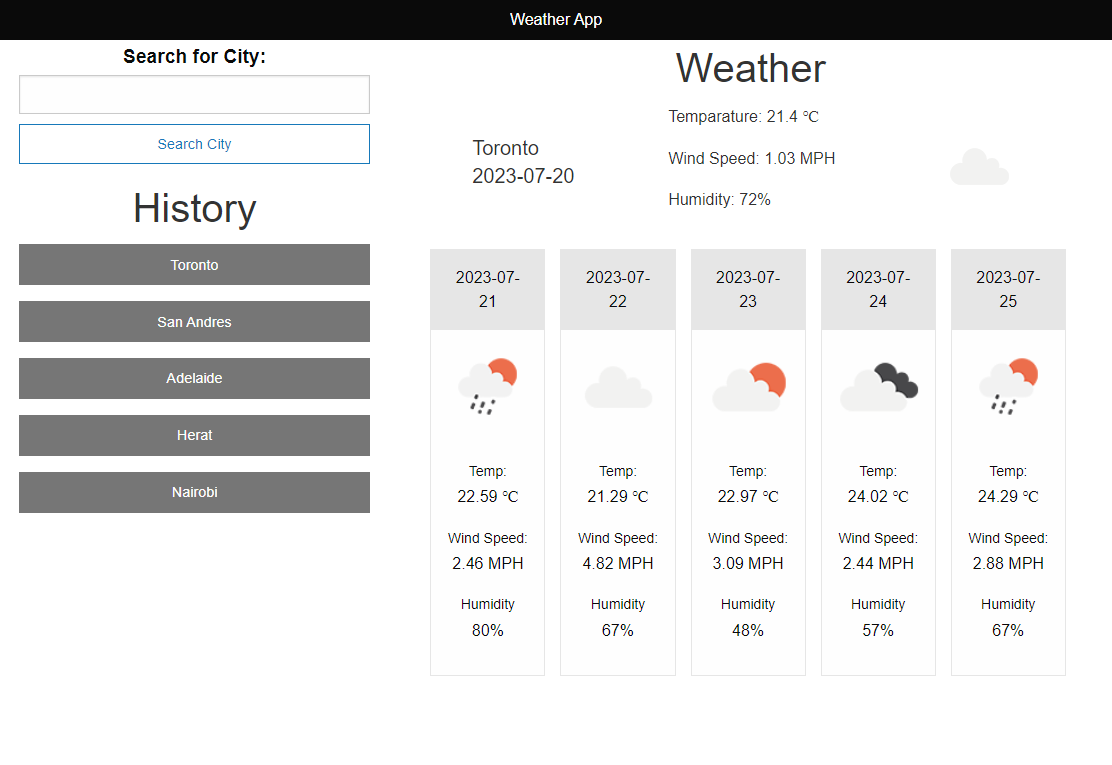 Weather App
Search for City:
Search City
History
Toronto
San Andres
Adelaide
Herat
Nairobi
Weather
Toronto
2023-07-20
Temparature: 21.4 °C
Wind Speed: 1.03 MPH
Humidity: 72%
2023-07-
21
Temp:
22.59 °C
Wind Speed:
2.46 MPH
Humidity
80%
2023-07-
22
Temp:
21.29 °C
Wind Speed:
4.82 MPH
Humidity
67%
2023-07-
23
Temp:
22.97 °C
Wind Speed:
3.09 MPH
Humidity
48%
2023-07-
24
Temp:
24.02 °C
Wind Speed:
2.44 MPH
Humidity
57%
2023-07-
25
Temp:
24.29 °C
Wind Speed:
2.88 MPH
Humidity
67%